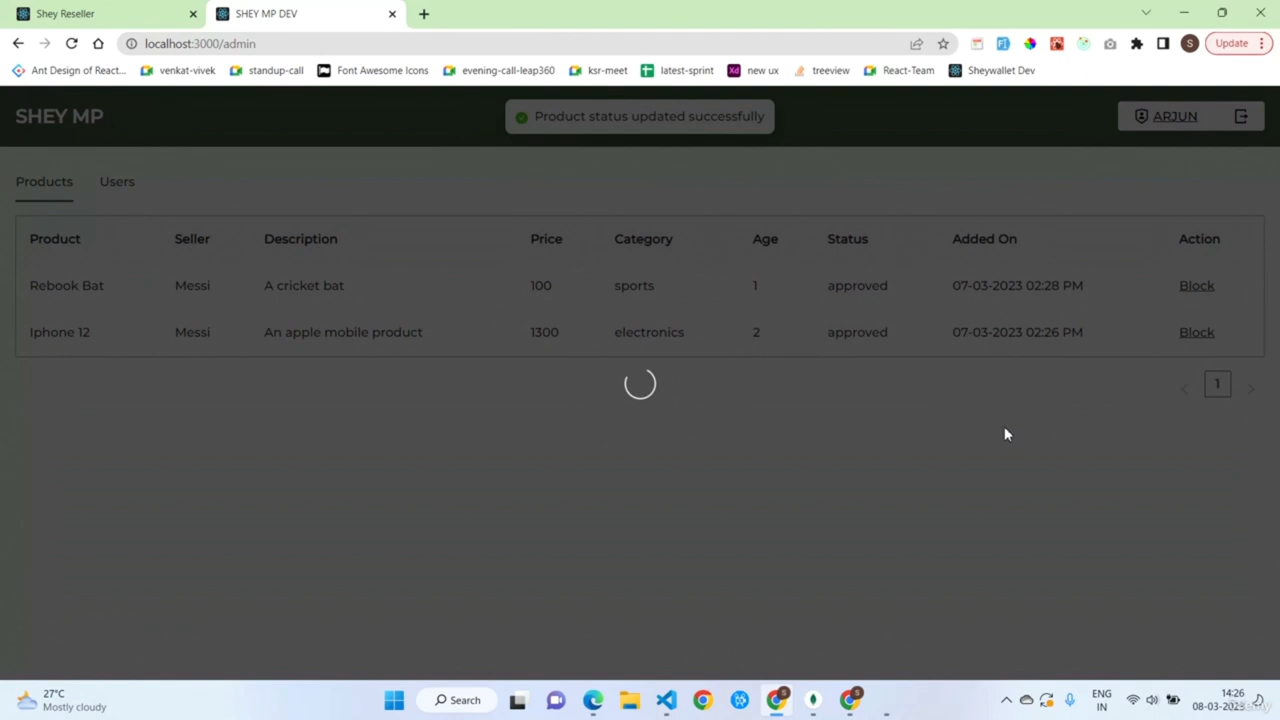 Shey Reseller
SHEY MP DEV
localhost:3000/admin
S
Update
Ant Design of React...
venkat-vivek
standup-call
Font Awesome Icons
evening-call-leap360
ksr-meet
latest-sprint
Xd new ux
treeview
React-Team
Sheywallet Dev
SHEY MP
Product status updated successfully
ARJUN
Products Users
Product Seller Description Price Category Age Status Added On Action
Rebook Bat Messi A cricket bat 100 sports 1 approved 07-03-2023 02:28 PM Block
Iphone 12 Messi An apple mobile product 1300 electronics 2 approved 07-03-2023 02:26 PM Block
1
27°C
Mostly cloudy
Search
ENG
IN
14:26
08-03-2023